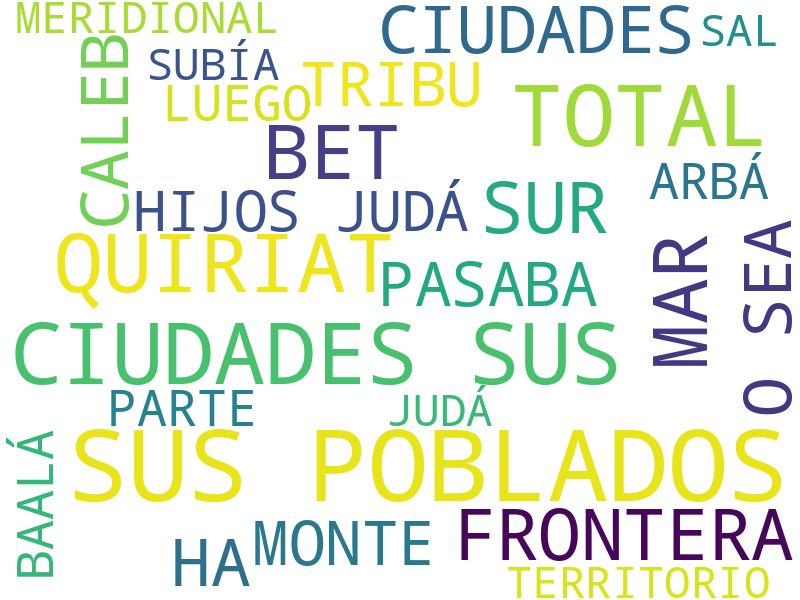 MERIDIONAL
CIUDADES
SAL
SUBÍA
TRIBU
CALEB
LUEGO
TOTAL
BET
ARBÁ
HIJOS JUDÁ
SUR
QUIRIAT
PASABA
MAR
O SEA
CIUDADES SUS
PARTE
JUDÁ
BAALÁ
SUS POBLADOS
HA
MONTE
FRONTERA
TERRITORIO